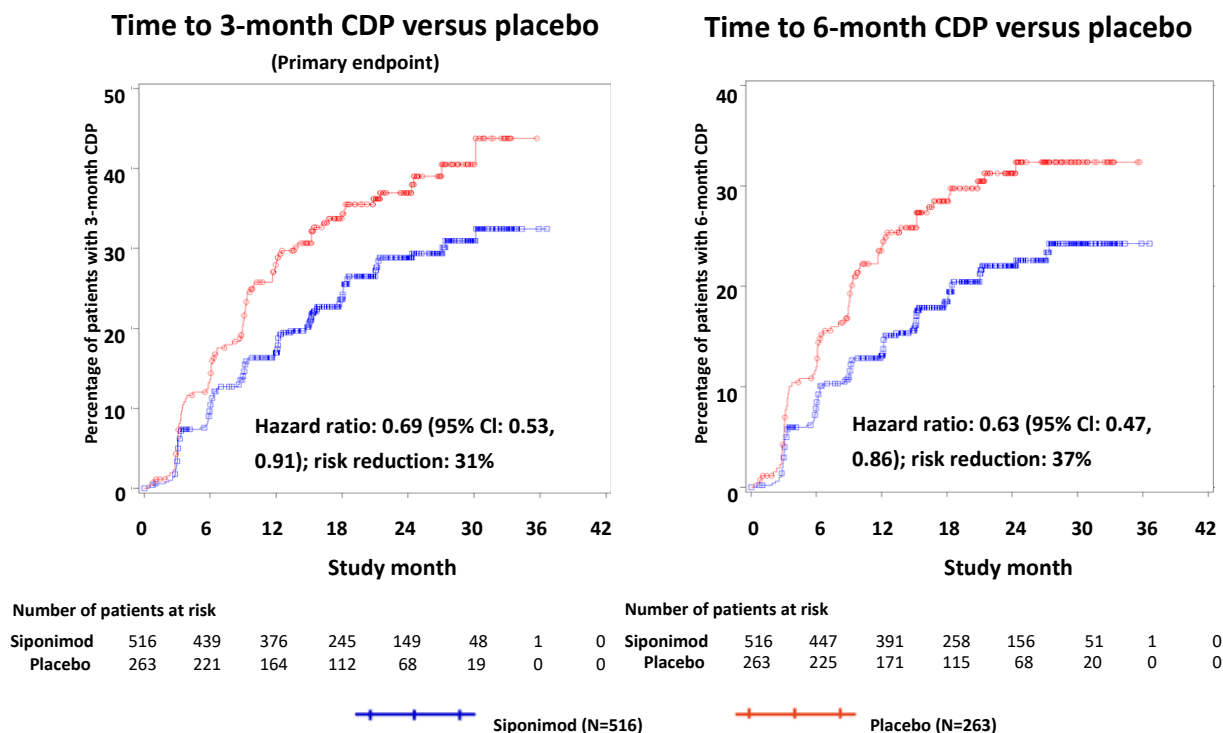 Time to 3-month CDP versus placebo
(Primary endpoint)
Percentage of patients with 3-month CDP
50
40
30
20
10
0
Hazard ratio: 0.69 (95% CI: 0.53,
0.91); risk reduction: 31%
0 6 12 18 24 30 36 42
Study month
Number of patients at risk
Siponimod 516 439 376 245 149 48 1 0
Placebo 263 221 164 112 68 19 0 0
Time to 6-month CDP versus placebo
Percentage of patients with 6-month CDP
40
30
20
10
0
Hazard ratio: 0.63 (95% CI: 0.47,
0.86); risk reduction: 37%
0 6 12 18 24 30 36 42
Study month
Number of patients at risk
Siponimod 516 447 391 258 156 51 1 0
Placebo 263 225 171 115 68 20 0 0
Siponimod (N=516)
Placebo (N=263)